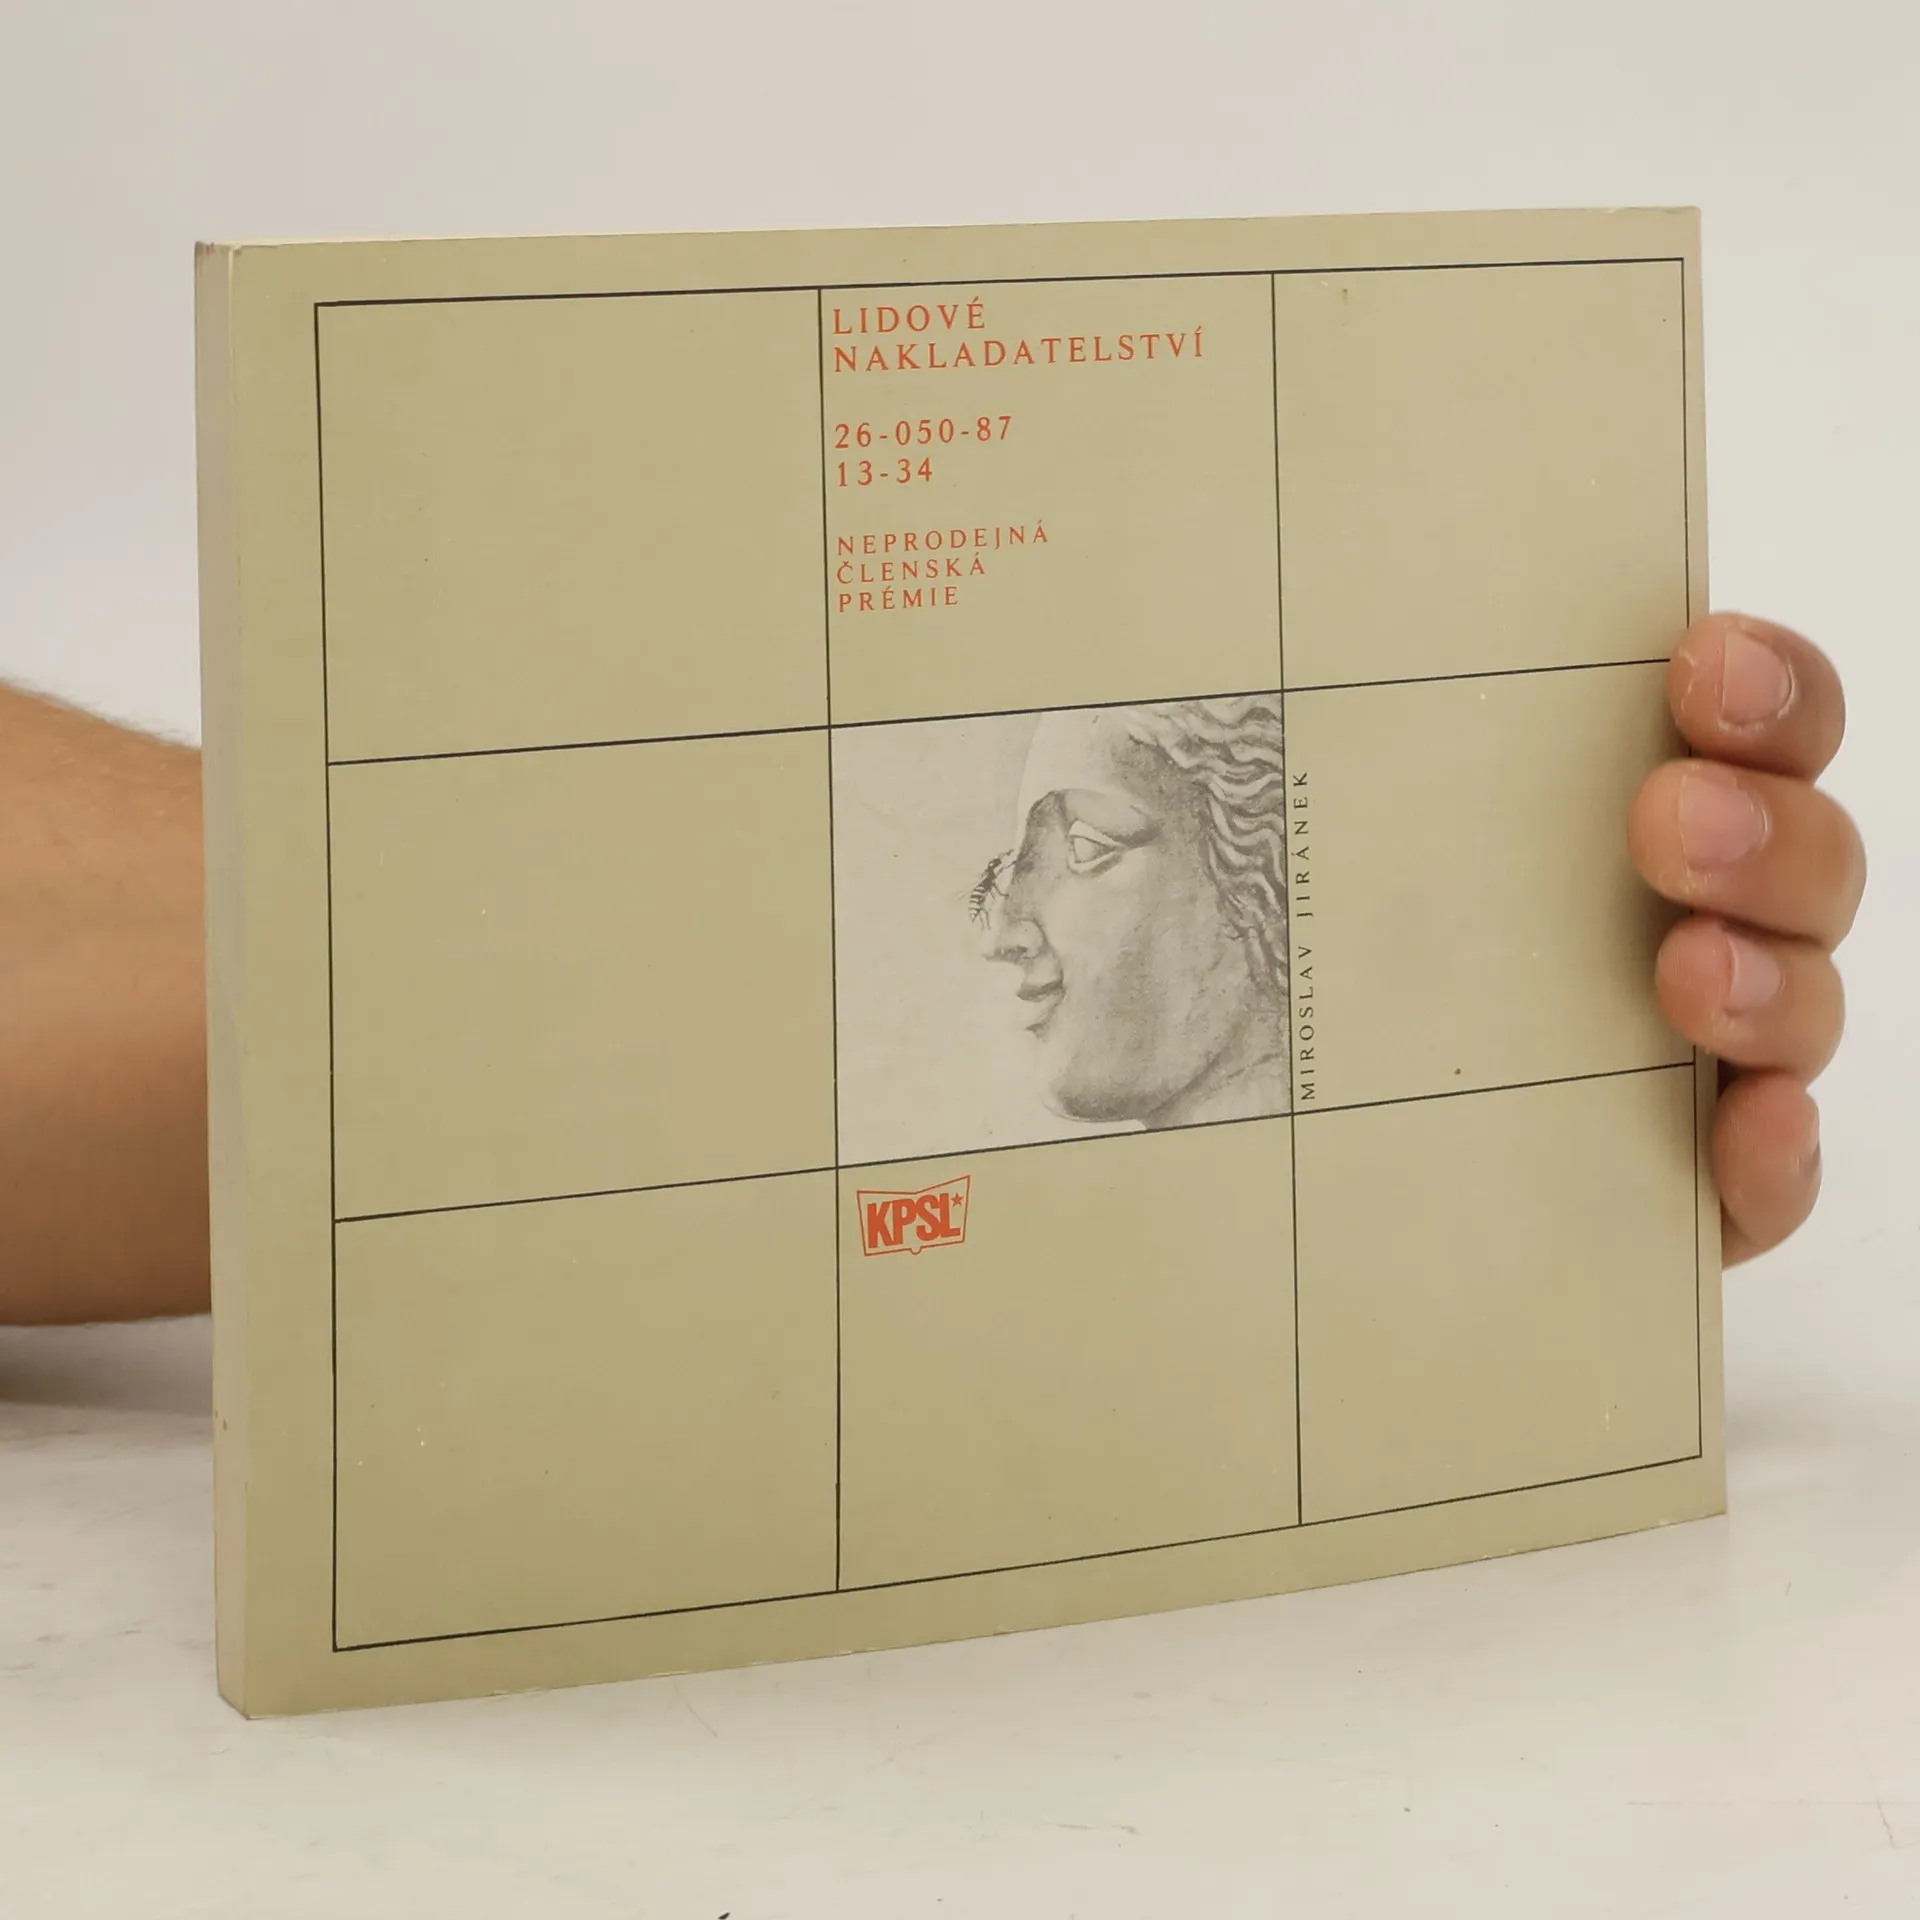 LIDOVÉ
NAKLADATELSTVÍ
26-050-87
13-34
NEPRODEJNÁ
ČLENSKÁ
PRÉMIE
MIROSLAV JIRÁNEK
KPSL